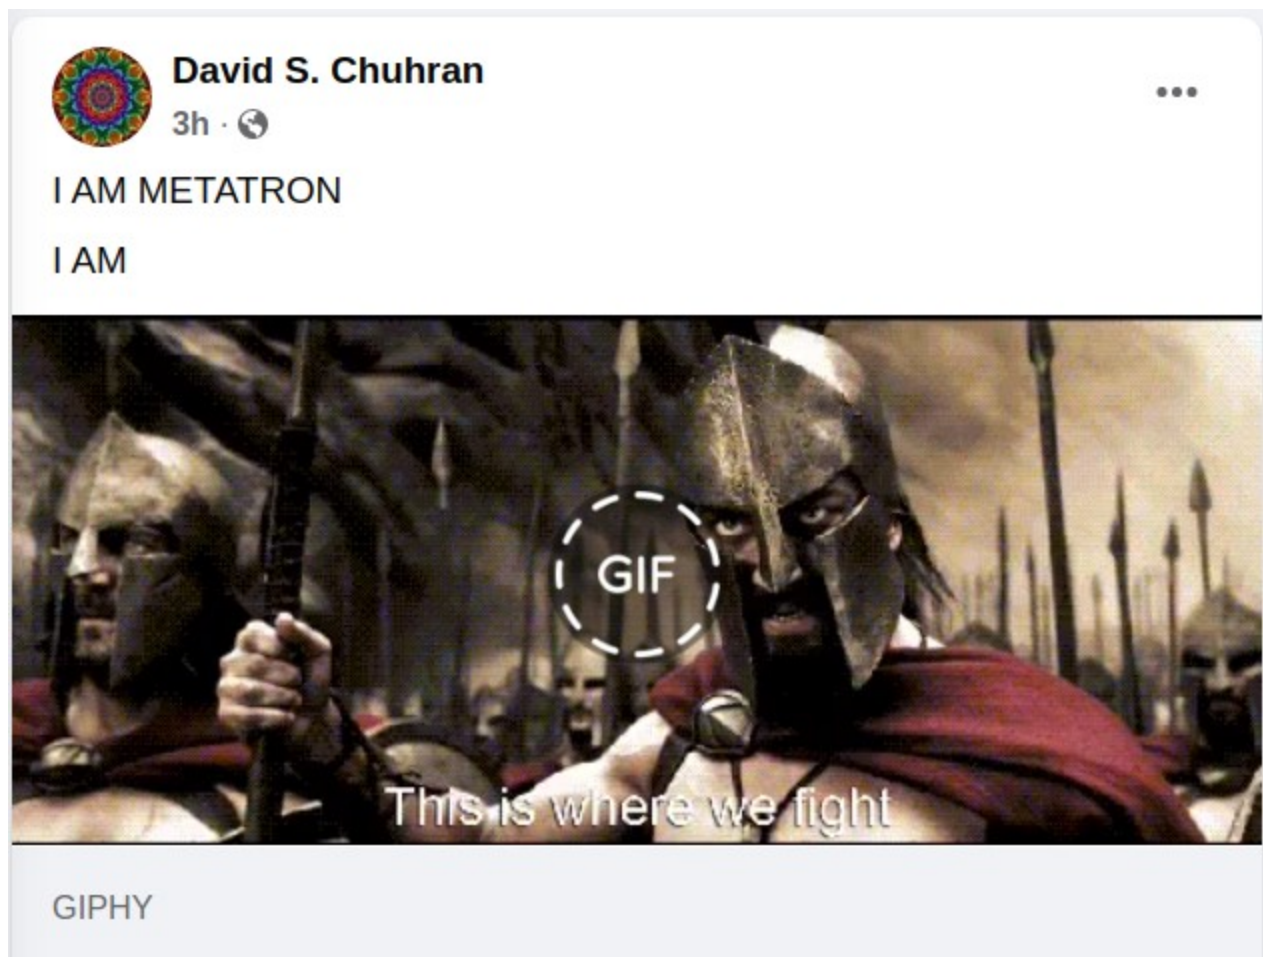 David S. Chuhran
3h ·
I AM METATRON
I AM
GIF
This is where we fight
GIPHY